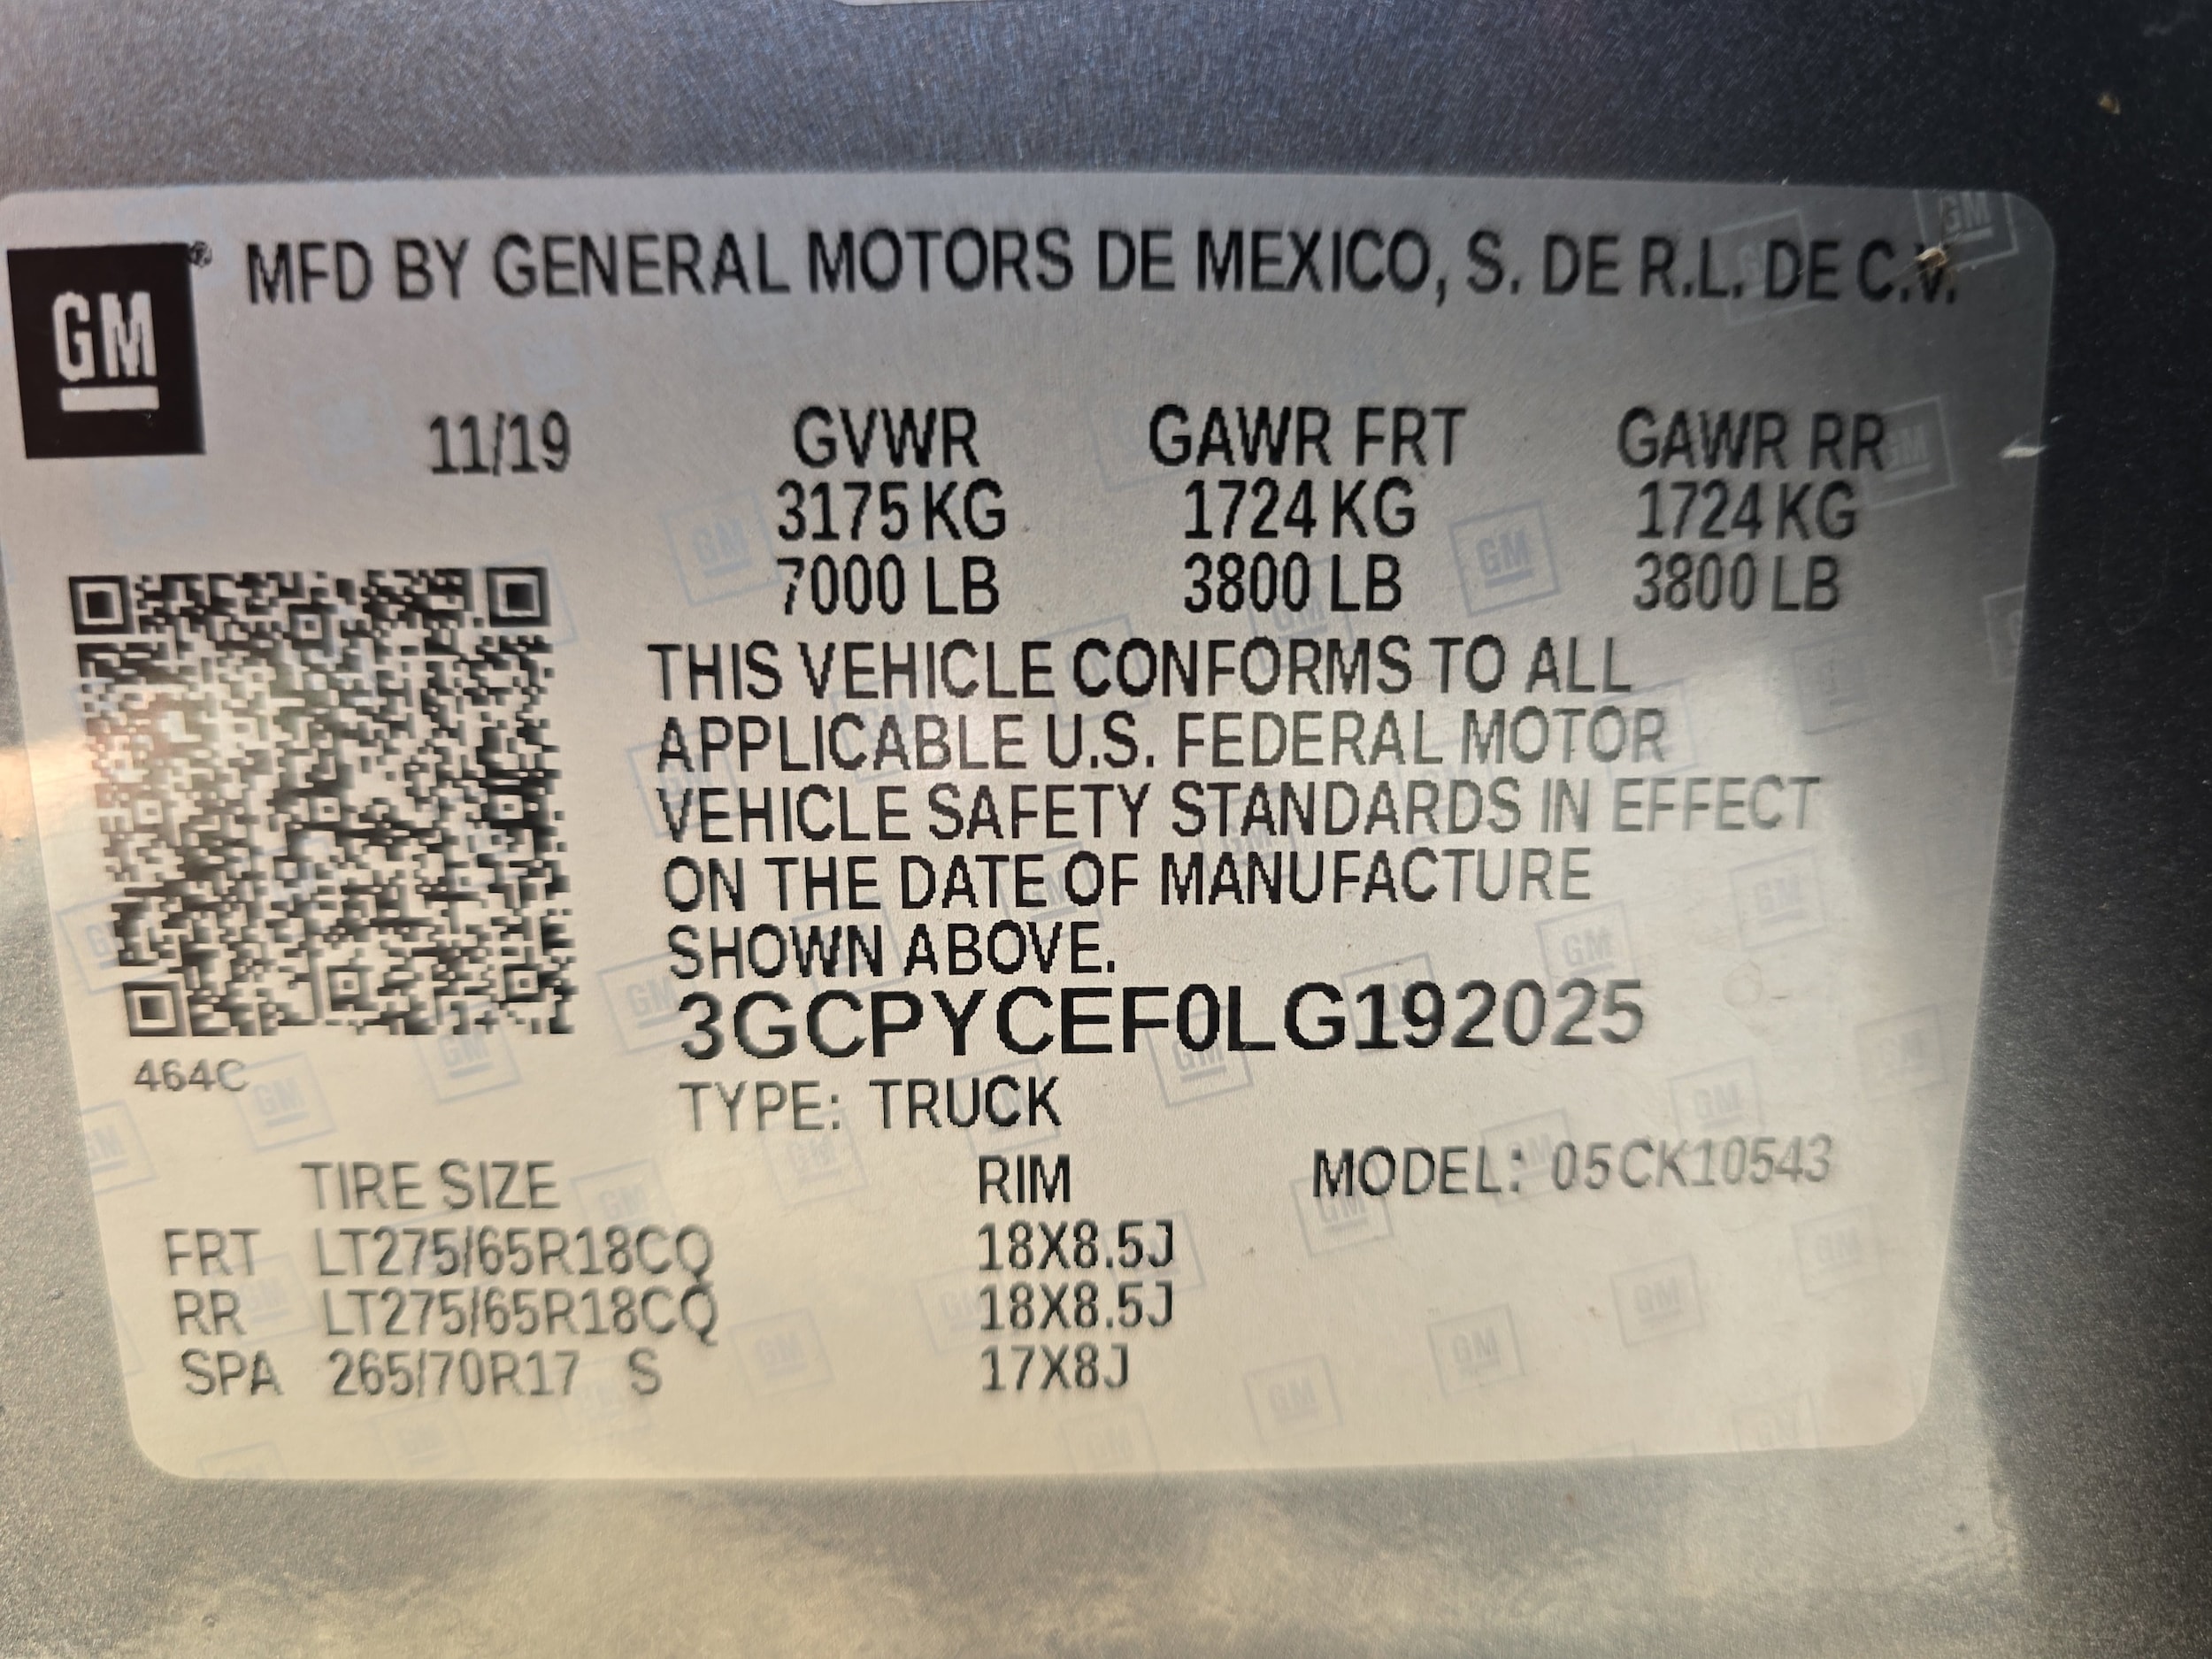 GM® MFD BY GENERAL MOTORS DE MEXICO, S. DE R.L. DE C.V.
11/19 GVWR GAWR FRT GAWR RR
3175 KG 1724 KG 1724 KG
7000 LB 3800 LB 3800 LB
THIS VEHICLE CONFORMS TO ALL
APPLICABLE U.S. FEDERAL MOTOR
VEHICLE SAFETY STANDARDS IN EFFECT
ON THE DATE OF MANUFACTURE
SHOWN ABOVE.
3GCPYCEF0LG192025
464C
TYPE: TRUCK
TIRE SIZE RIM MODEL: 05CK10543
FRT LT275/65R18CQ 18X8.5J
RR LT275/65R18CQ 18X8.5J
SPA 265/70R17 S 17X8J